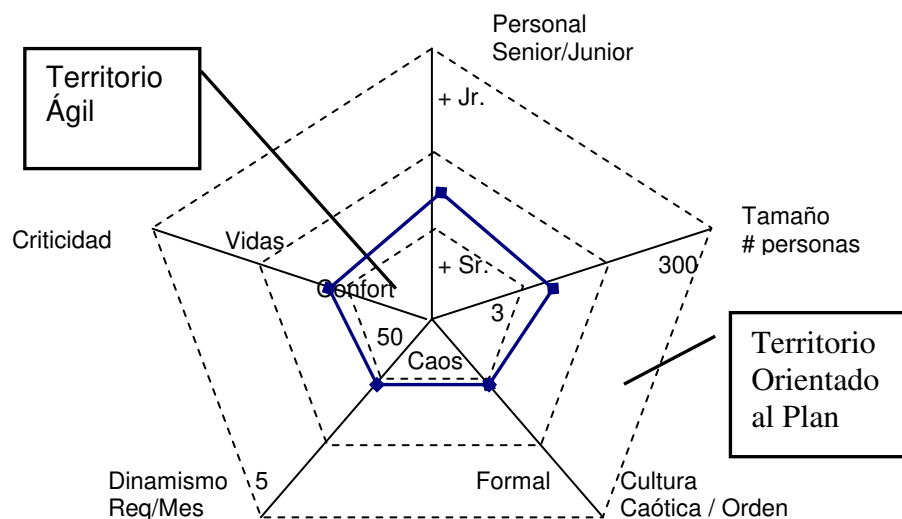 Personal
Senior/Junior
Territorio
Ágil
+ Jr.
Tamaño
# personas
Criticidad
Vidas
300
+ Sr.
Confort
3
50
Territorio
Orientado
al Plan
Caos
Dinamismo
Req/Mes
5
Formal
Cultura
Caótica / Orden